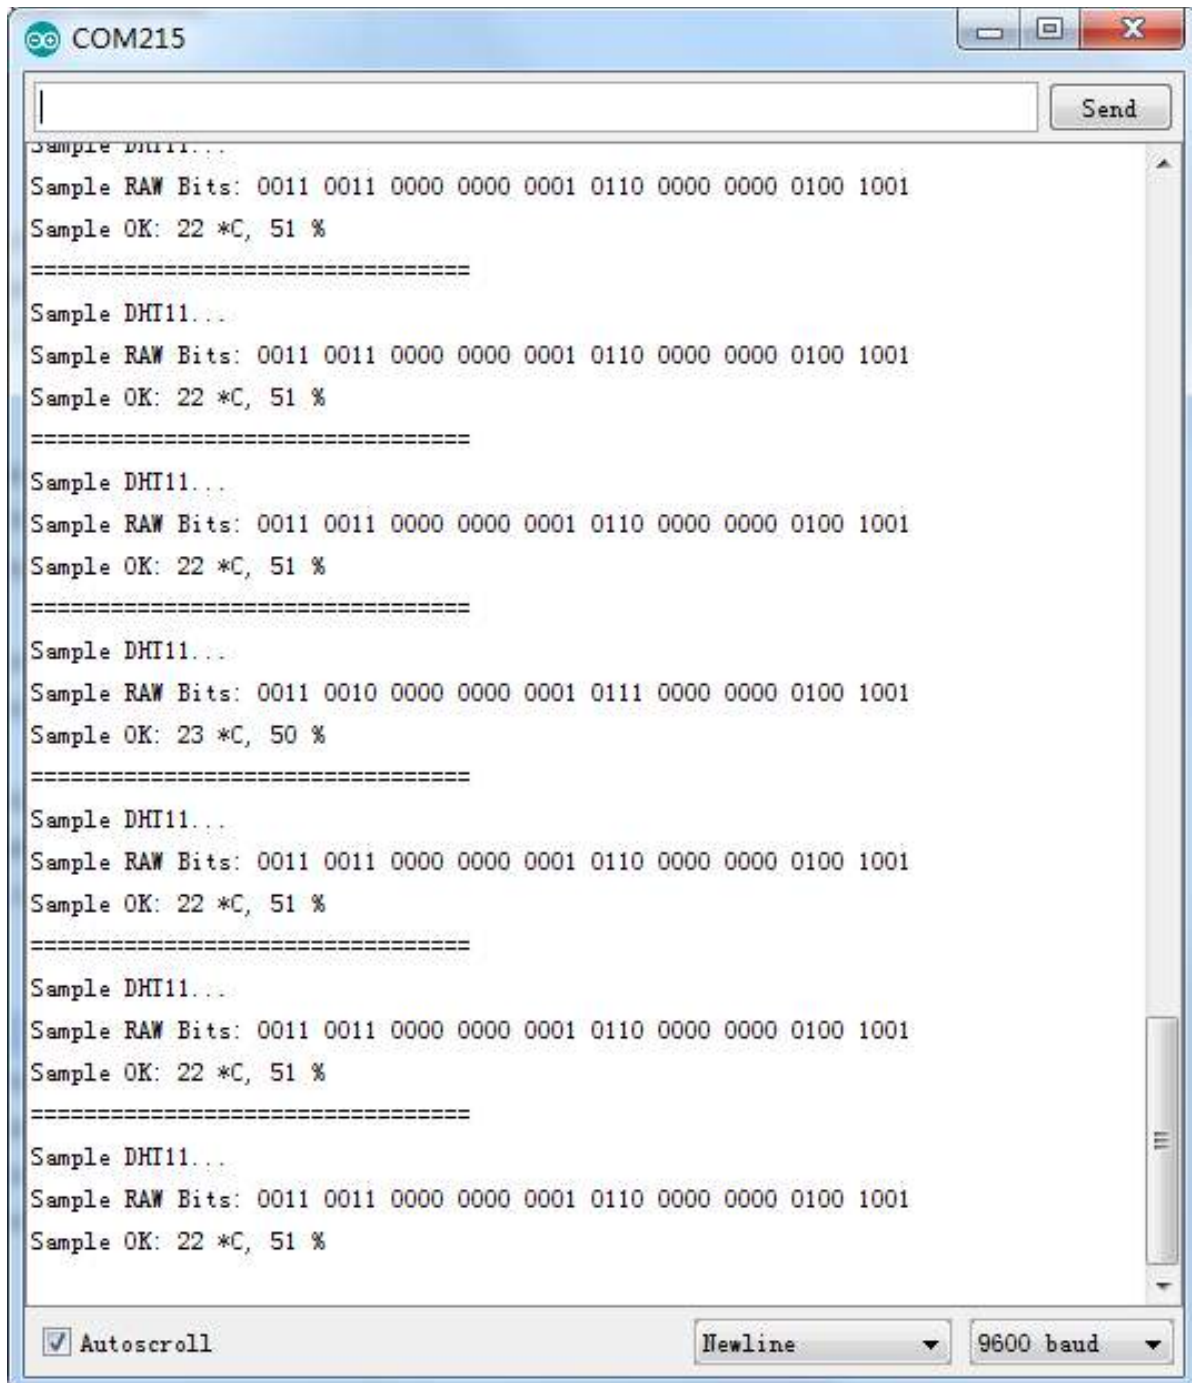 COM215
Send
Sample DHT11...
Sample RAW Bits: 0011 0011 0000 0000 0001 0110 0000 0000 0100 1001
Sample OK: 22 *C, 51 %
=================================
Sample DHT11...
Sample RAW Bits: 0011 0011 0000 0000 0001 0110 0000 0000 0100 1001
Sample OK: 22 *C, 51 %
=================================
Sample DHT11...
Sample RAW Bits: 0011 0011 0000 0000 0001 0110 0000 0000 0100 1001
Sample OK: 22 *C, 51 %
=================================
Sample DHT11...
Sample RAW Bits: 0011 0010 0000 0000 0001 0111 0000 0000 0100 1001
Sample OK: 23 *C, 50 %
=================================
Sample DHT11...
Sample RAW Bits: 0011 0011 0000 0000 0001 0110 0000 0000 0100 1001
Sample OK: 22 *C, 51 %
=================================
Sample DHT11...
Sample RAW Bits: 0011 0011 0000 0000 0001 0110 0000 0000 0100 1001
Sample OK: 22 *C, 51 %
=================================
Sample DHT11...
Sample RAW Bits: 0011 0011 0000 0000 0001 0110 0000 0000 0100 1001
Sample OK: 22 *C, 51 %
Autoscroll
Newline
9600 baud